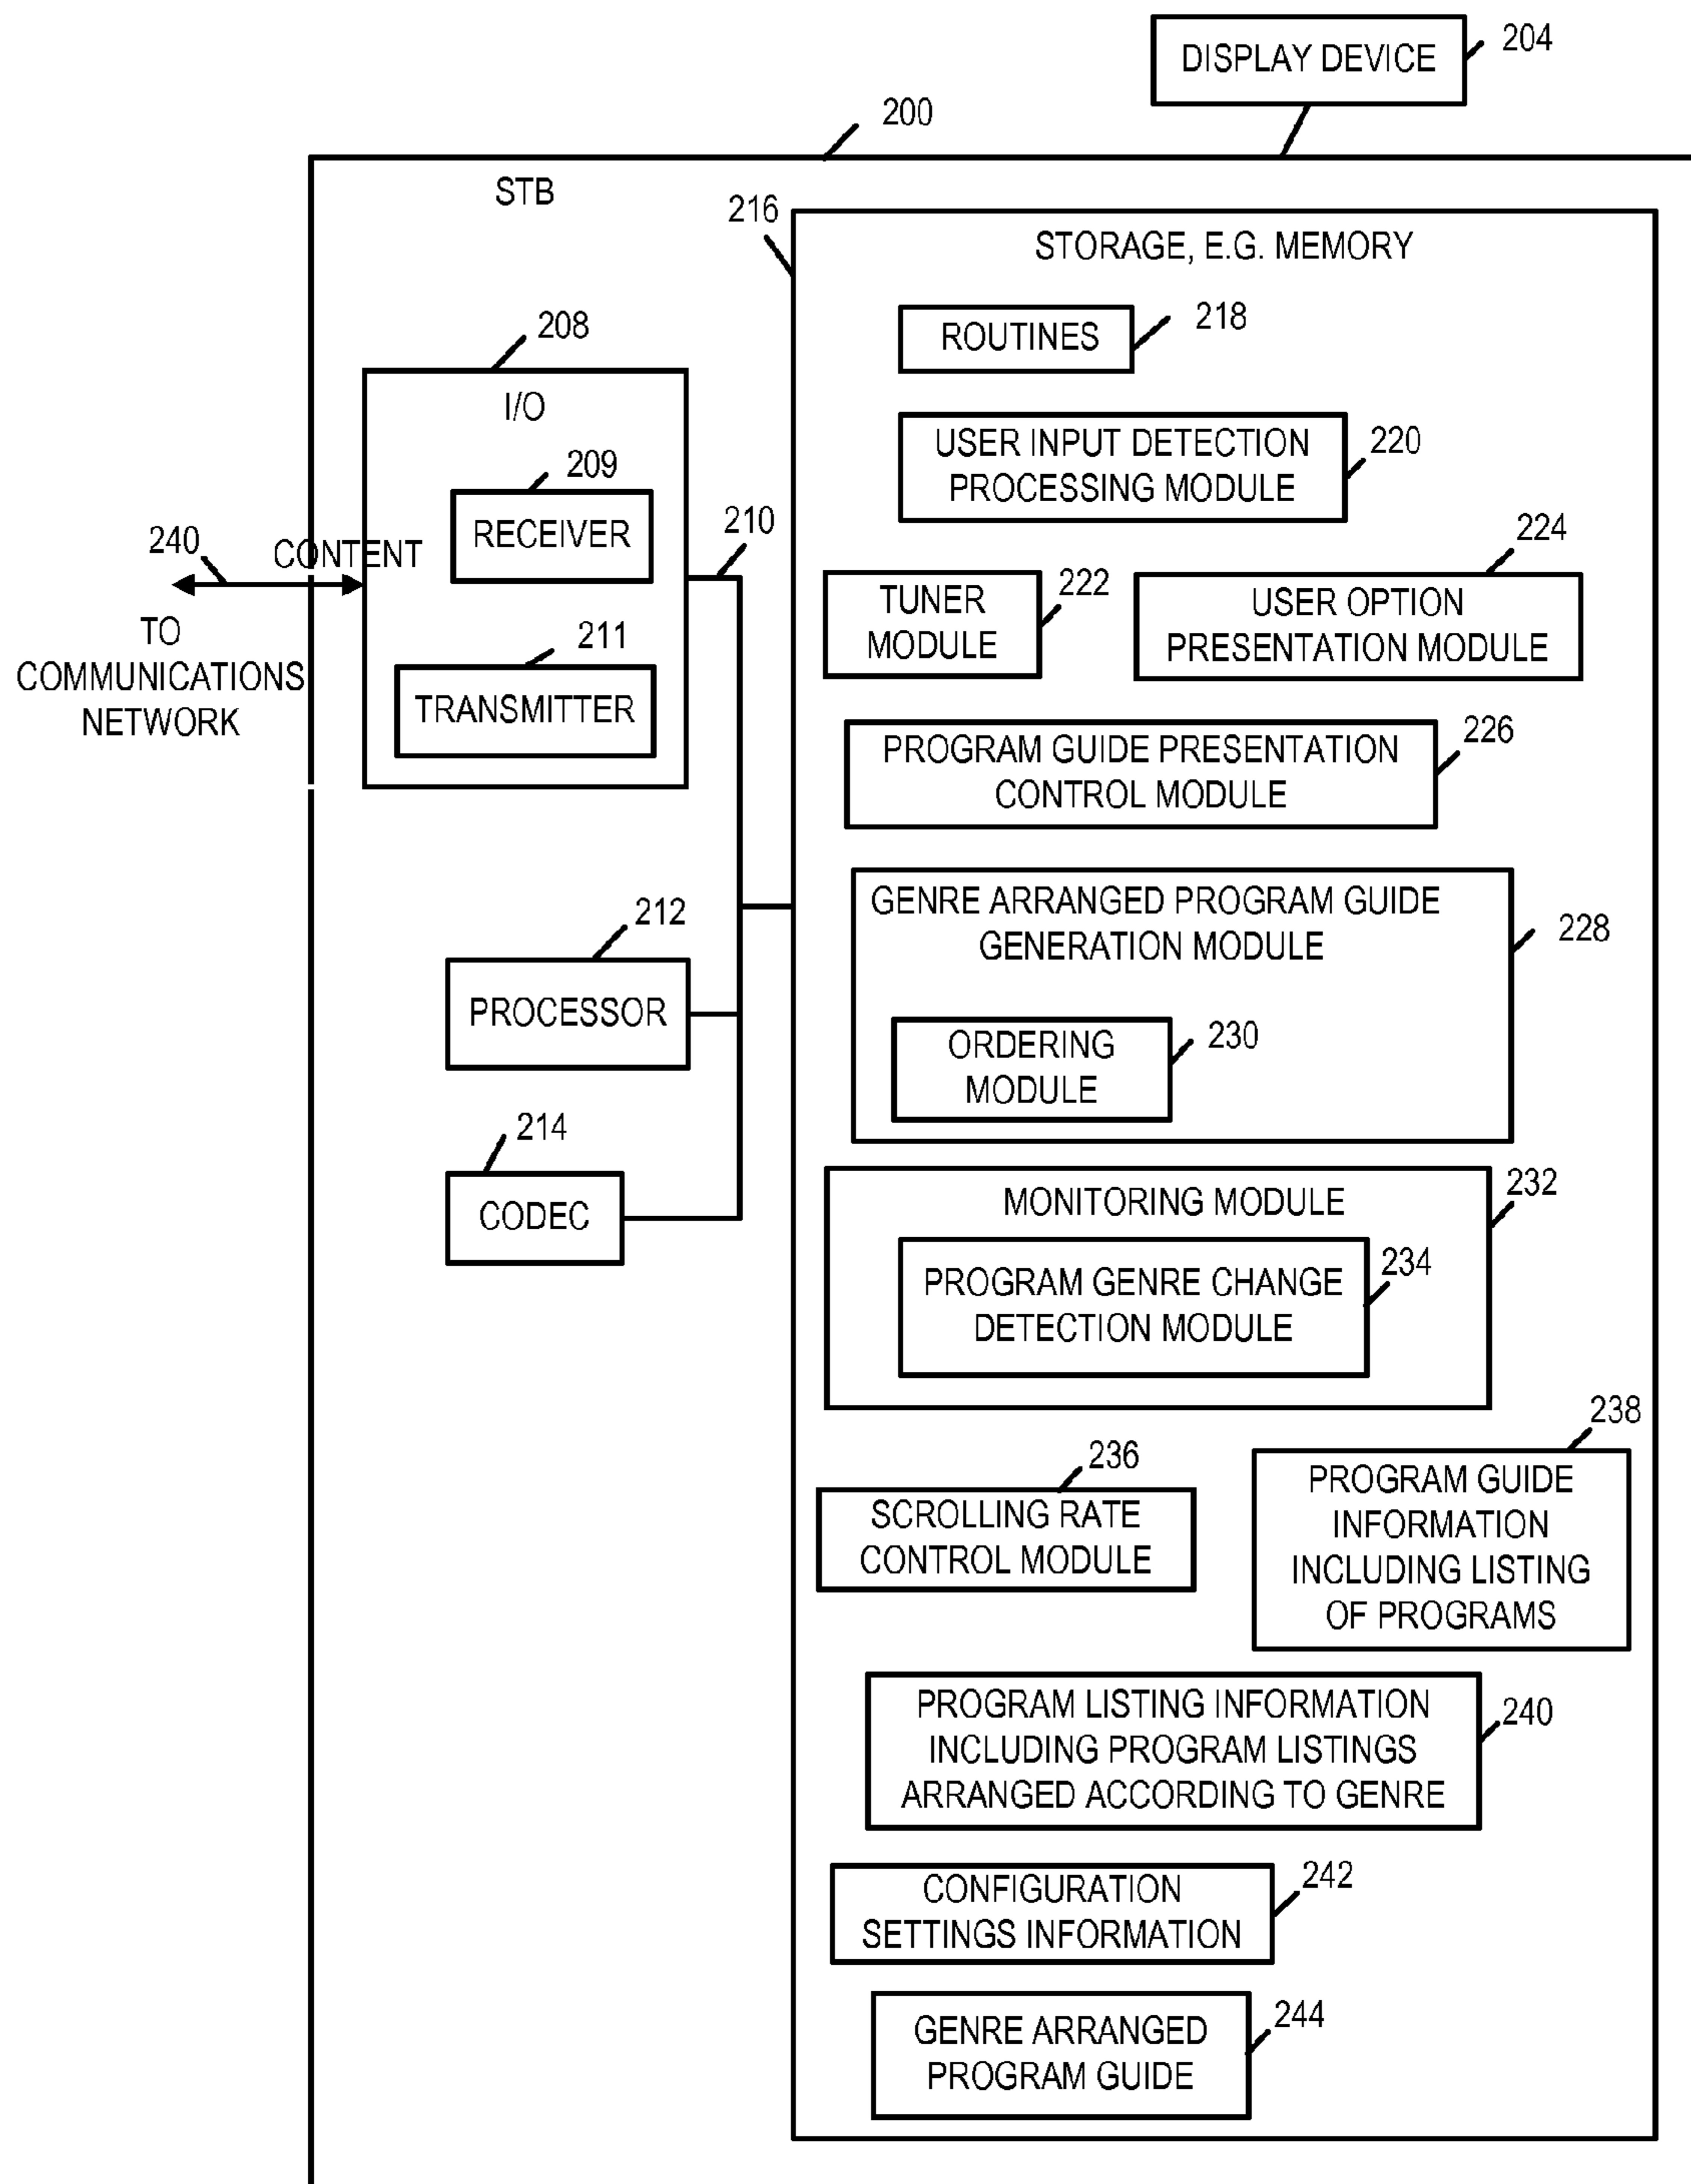 DISPLAY DEVICE
204
200
STB
216
STORAGE, E.G. MEMORY
ROUTINES
218
208
I/O
209
RECEIVER
210
211
TRANSMITTER
240
CONTENT
TO
COMMUNICATIONS
NETWORK
USER INPUT DETECTION
PROCESSING MODULE
220
TUNER
MODULE
222
224
USER OPTION
PRESENTATION MODULE
PROGRAM GUIDE PRESENTATION
CONTROL MODULE
226
GENRE ARRANGED PROGRAM GUIDE
GENERATION MODULE
228
ORDERING
MODULE
230
212
PROCESSOR
214
CODEC
MONITORING MODULE
232
PROGRAM GENRE CHANGE
DETECTION MODULE
234
236
SCROLLING RATE
CONTROL MODULE
238
PROGRAM GUIDE
INFORMATION
INCLUDING LISTING
OF PROGRAMS
PROGRAM LISTING INFORMATION
INCLUDING PROGRAM LISTINGS
ARRANGED ACCORDING TO GENRE
240
CONFIGURATION
SETTINGS INFORMATION
242
GENRE ARRANGED
PROGRAM GUIDE
244